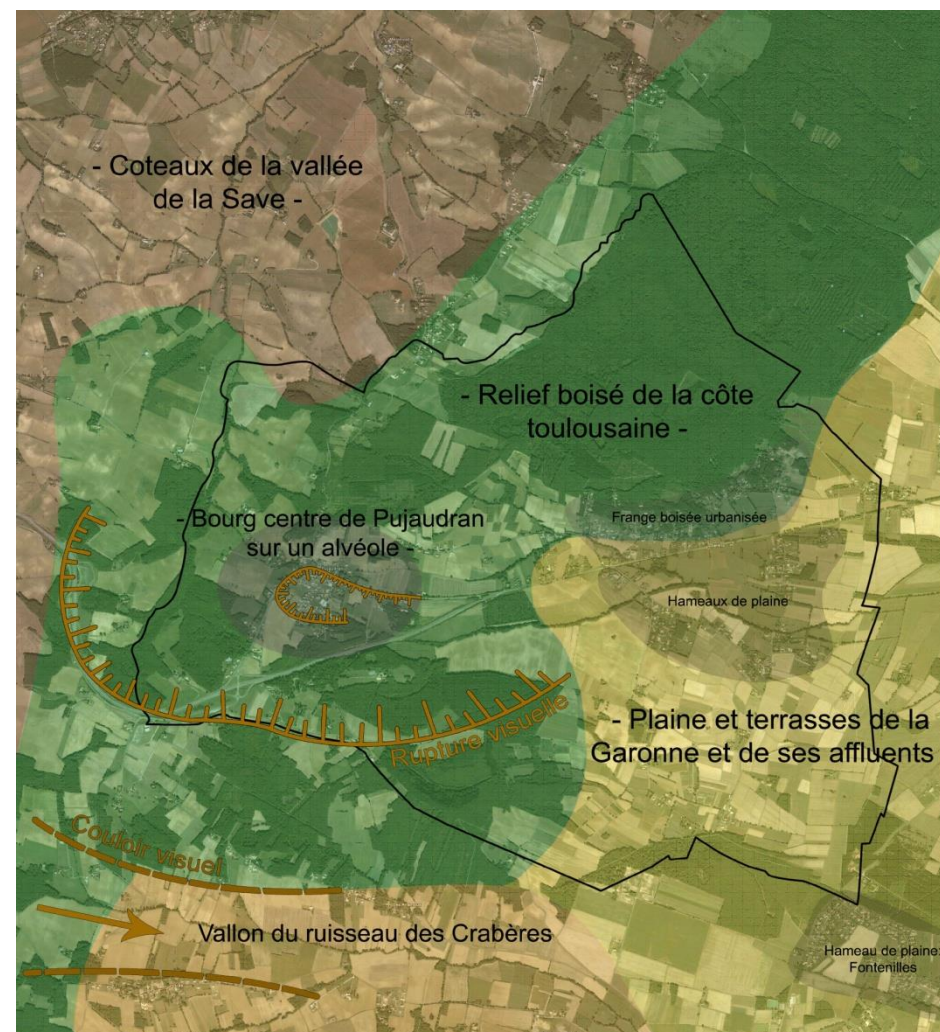 - Coteaux de la vallée
de la Save -
- Relief boisé de la côte
toulousaine -
- Bourg centre de Pujaudran
sur un alvéole -
Frange boisée urbanisée
Hameaux de plaine
Rupture visuelle
- Plaine et terrasses de la
Garonne et de ses affluents
Couloir visuel
Vallon du ruisseau des Crabères
Hameau de plaine:
Fontenilles